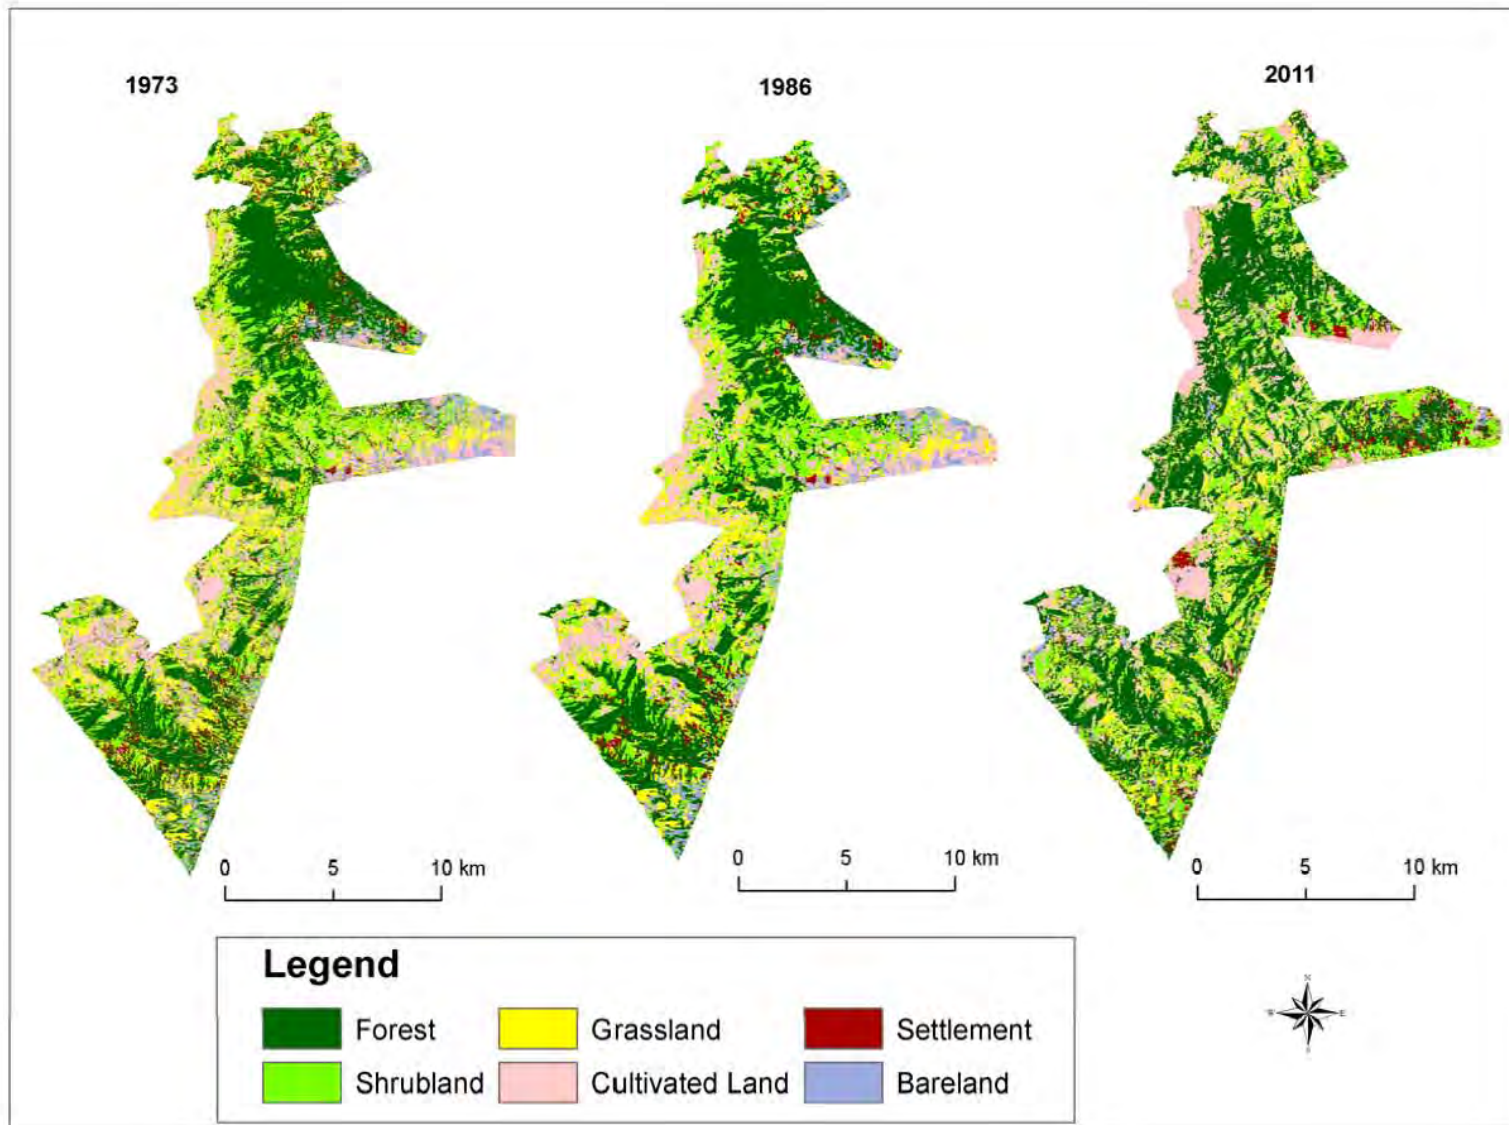 1973
1986
2011
0 5 10 km
0 5 10 km
0 5 10 km
Legend
Forest
Grassland
Settlement
Shrubland
Cultivated Land
Bareland
N
E
S
W